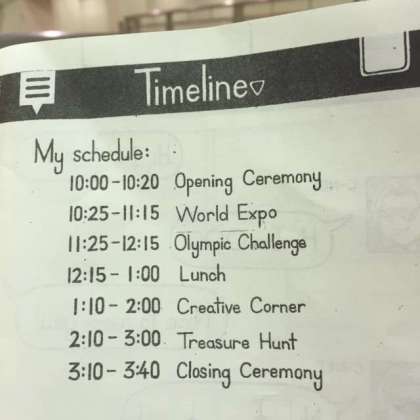 Timeline
My schedule:
10:00-10:20 Opening Ceremony
10:25-11:15 World Expo
11:25-12:15 Olympic Challenge
12:15- 1:00 Lunch
1:10- 2:00 Creative Corner
2:10- 3:00 Treasure Hunt
3:10- 3:40 Closing Ceremony